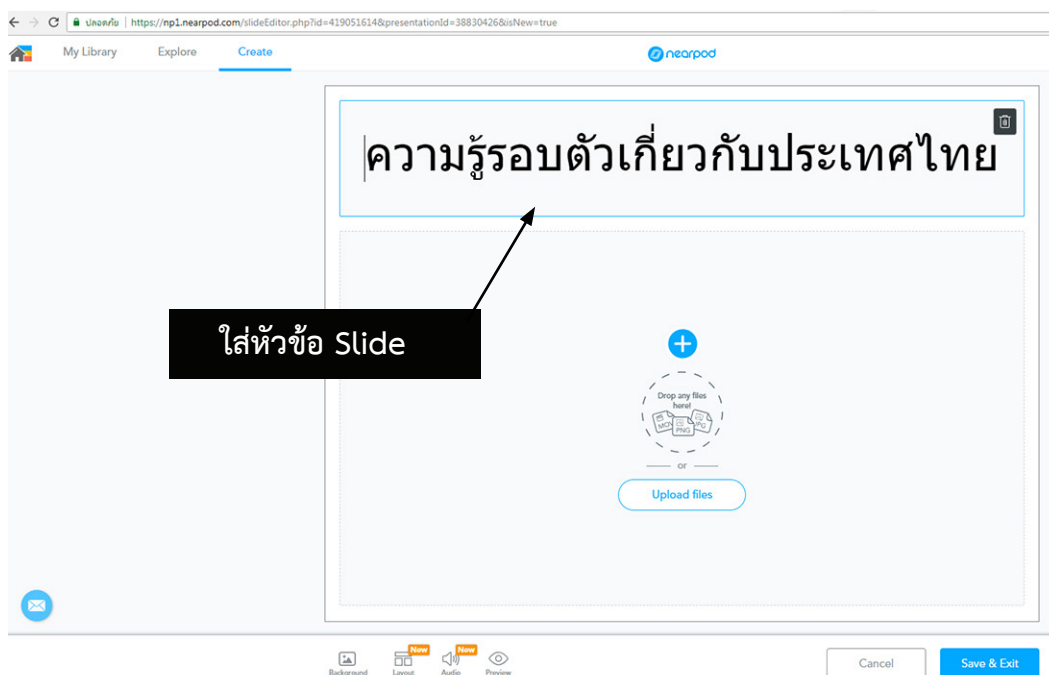 ปลอดภัย https://np1.nearpod.com/slideEditor.php?id=419051614&presentationId=38830426&isNew=true
My Library Explore Create nearpod
ความรู้รอบตัวเกี่ยวกับประเทศไทย
ใส่หัวข้อ Slide
Drop any files
here!
MOV PNG JPG
or
Upload files
New New
Background Layout Audio Preview Cancel Save & Exit